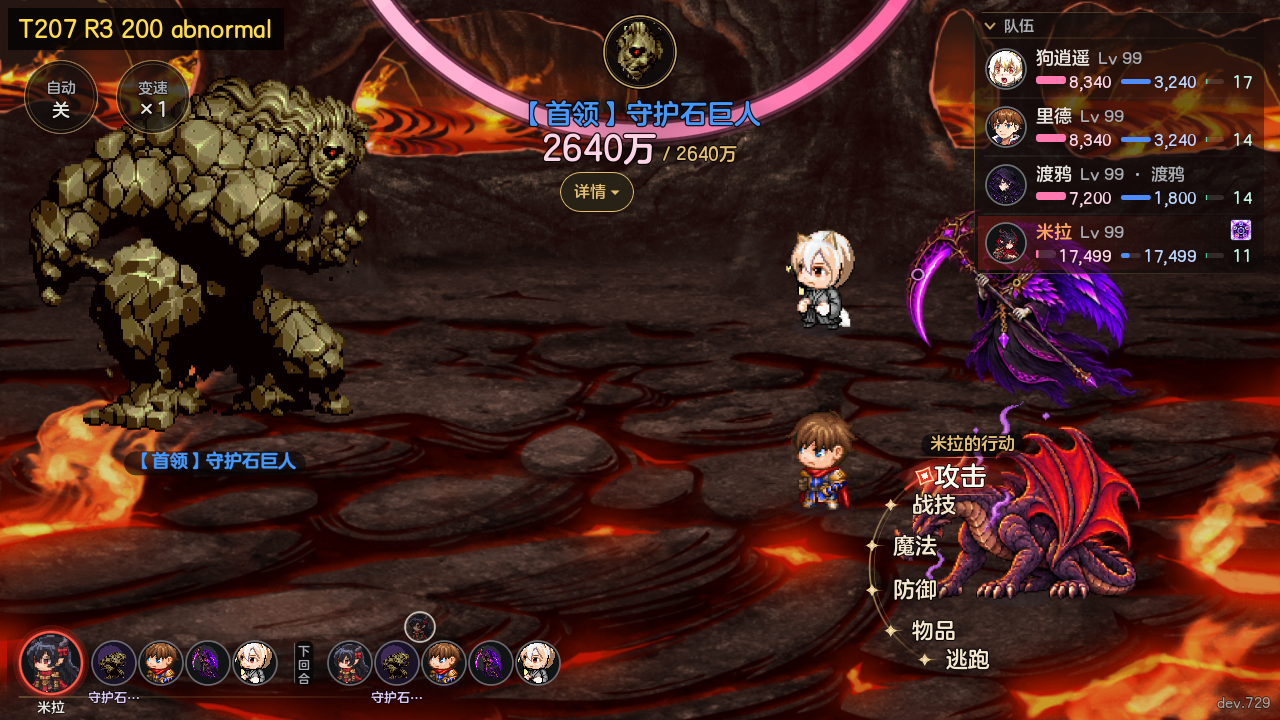 T207 R3 200 abnormal
自动
关
变速
×1
【首领】守护石巨人
2640万 / 2640万
详情
队伍
狗逍遥 Lv 99
8,340 3,240 17
里德 Lv 99
8,340 3,240 14
渡鸦 Lv 99 · 渡鸦
7,200 1,800 14
米拉 Lv 99
17,499 17,499 11
【首领】守护石巨人
米拉的行动
攻击
战技
魔法
防御
物品
逃跑
下回合
米拉
守护石…
守护石…
dev.729